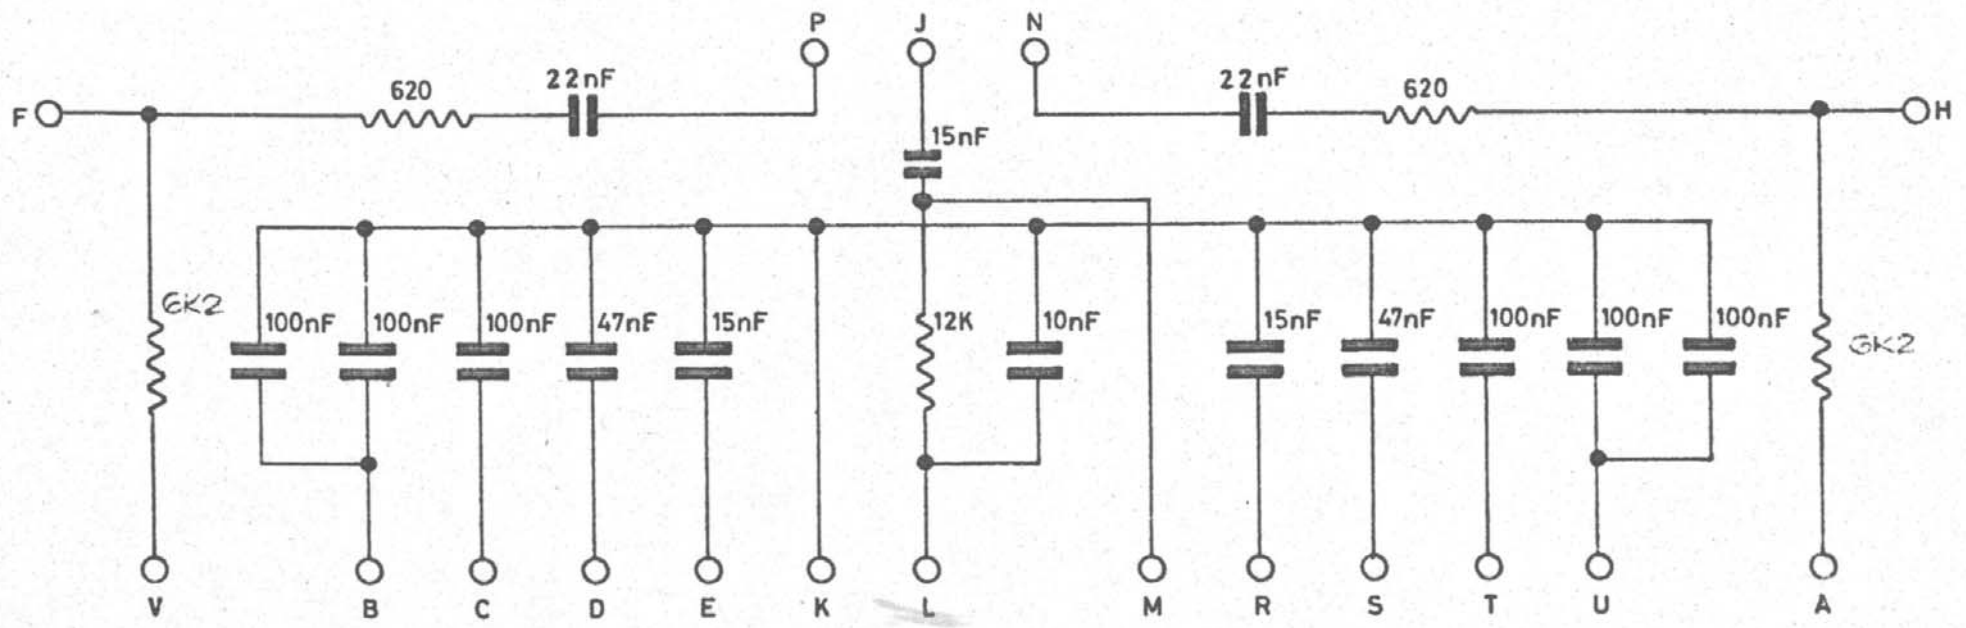 P J N
22nF 22nF
620 620
F H
15nF
6K2 100nF 100nF 100nF 47nF 15nF 12K 10nF 15nF 47nF 100nF 100nF 100nF 6K2
V B C D E K L M R S T U A